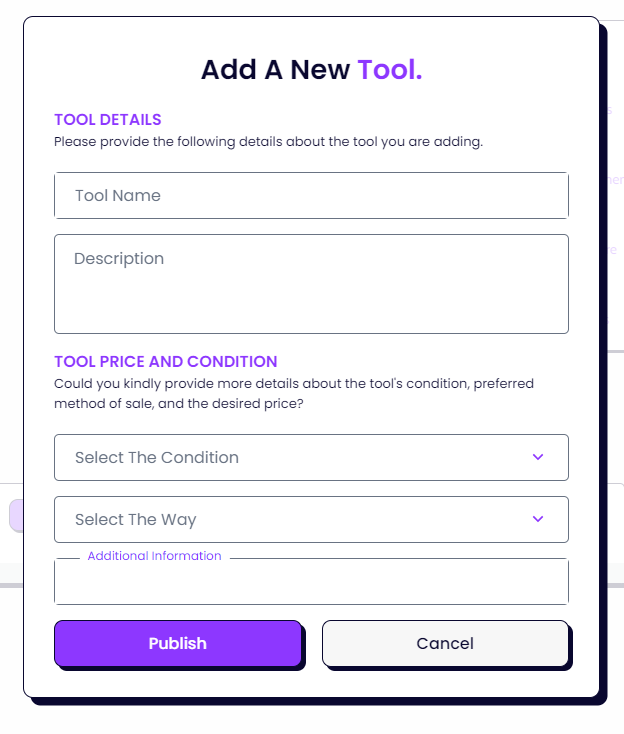 Add A New Tool.
TOOL DETAILS
Please provide the following details about the tool you are adding.
Tool Name
Description
TOOL PRICE AND CONDITION
Could you kindly provide more details about the tool's condition, preferred
method of sale, and the desired price?
Select The Condition
Select The Way
Additional Information
Publish Cancel